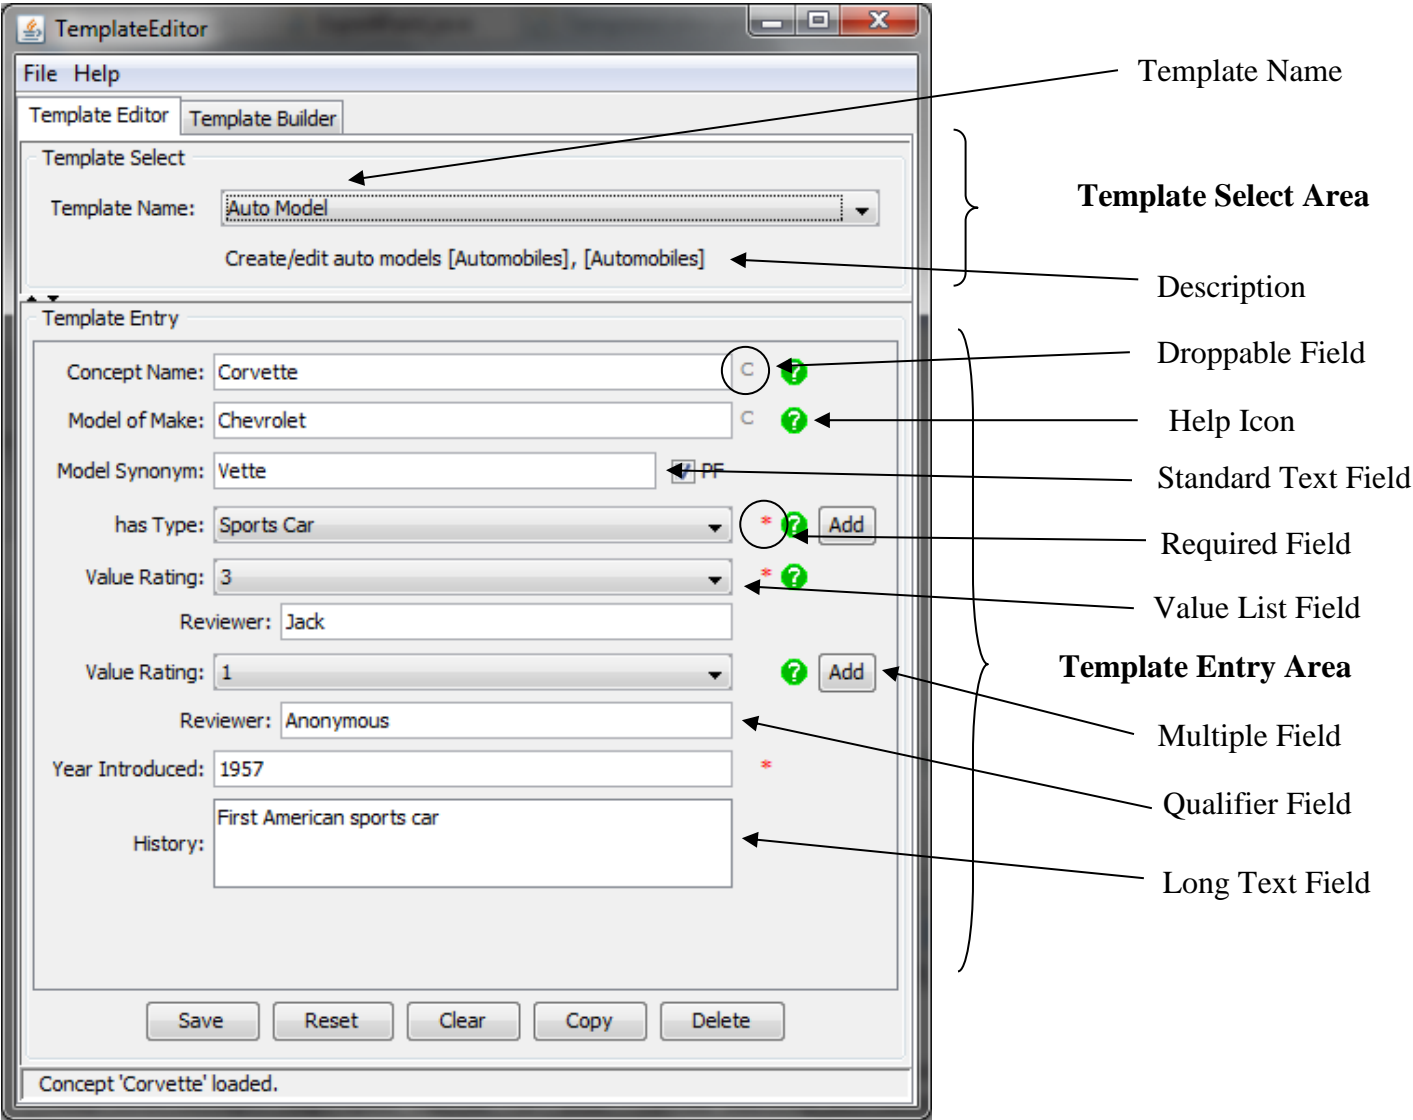 TemplateEditor
File Help
Template Name
Template Editor Template Builder
Template Select
Template Name: Auto Model
Template Select Area
Create/edit auto models [Automobiles], [Automobiles]
Description
Template Entry
Droppable Field
Concept Name: Corvette C ?
Model of Make: Chevrolet C ?
Help Icon
Model Synonym: Vette PF
Standard Text Field
has Type: Sports Car * ? Add
Required Field
Value Rating: 3 * ?
Value List Field
Reviewer: Jack
Value Rating: 1 ? Add
Template Entry Area
Reviewer: Anonymous
Multiple Field
Year Introduced: 1957 *
Qualifier Field
First American sports car
History:
Long Text Field
Save Reset Clear Copy Delete
Concept 'Corvette' loaded.